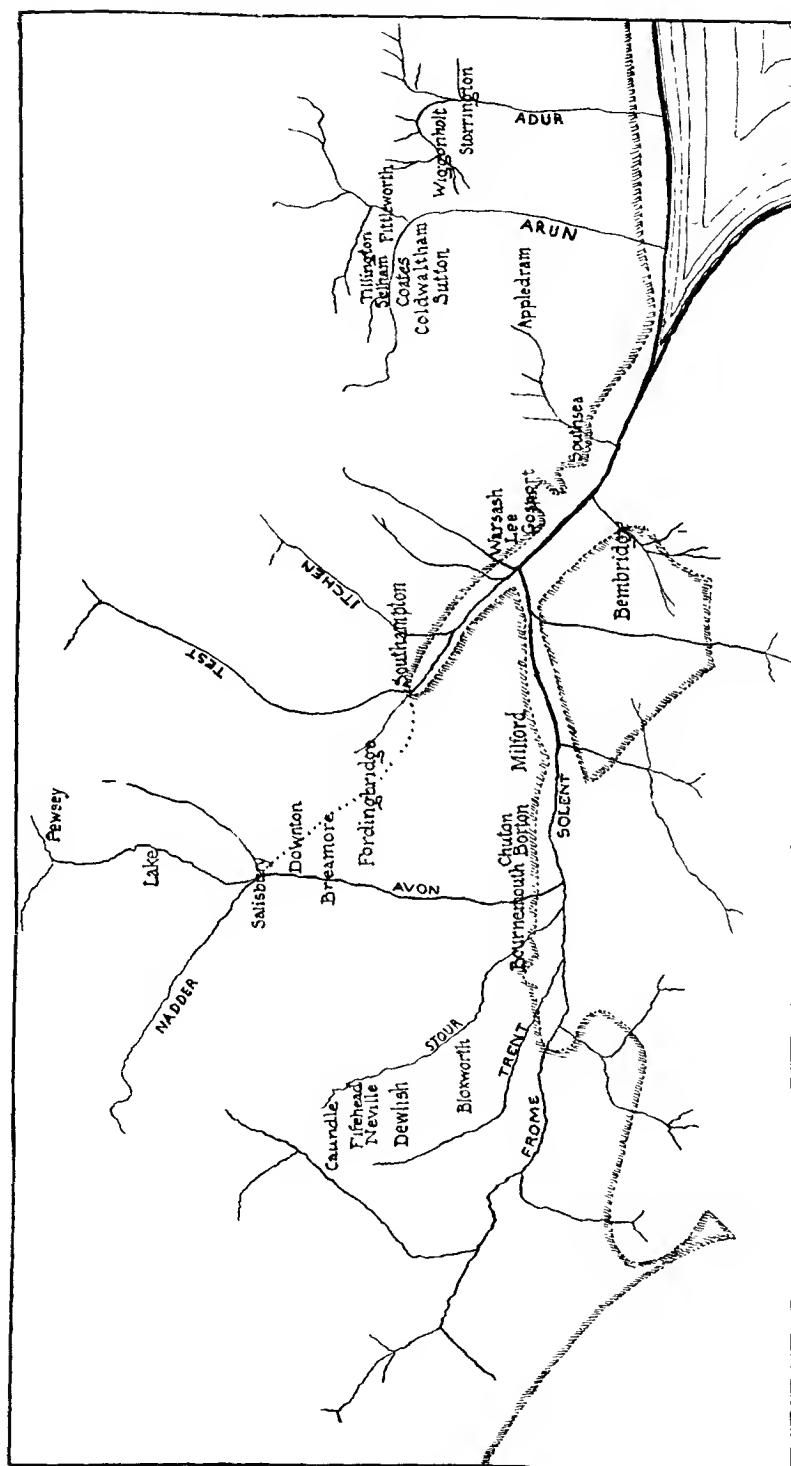 Pewsey
Lake
NADDER
Salisbury
Downton
Breamore
Fordingbridge
AVON
TEST
ITCHEN
Southampton
Caundle
Fifehead
Neville
Dewlish
Bloxworth
STOUR
TRENT
FROME
Bournemouth
Chuton
Borton
Milford
SOLENT
Warsash
Lee
Gosport
Southsea
Bembridge
Appledram
Tillington
Selham
Fittleworth
Coates
Coldwaltham
Sutton
ARUN
Wiggonholt
Storrington
ADUR